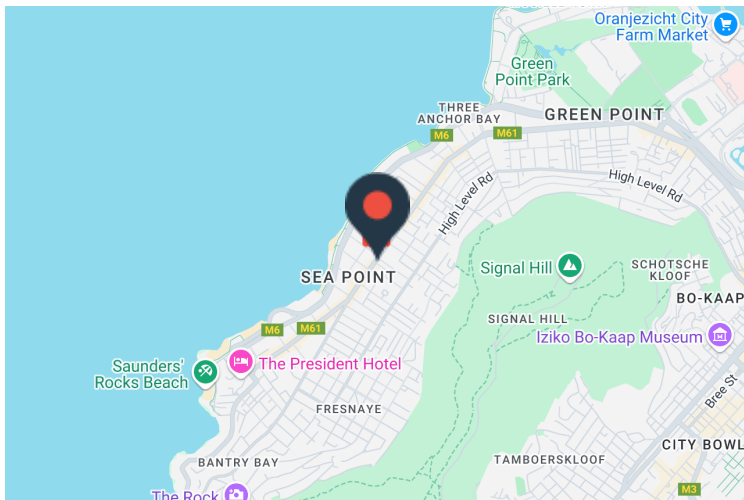 Oranjezicht City
Farm Market
Green
Point Park
THREE
ANCHOR BAY
GREEN POINT
M6
M61
High Level Rd
High Level Rd
SEA POINT
Signal Hill
SCHOTSCHE
KLOOF
BO-KAAP
SIGNAL HILL
M6
M61
Iziko Bo-Kaap Museum
Saunders'
Rocks Beach
The President Hotel
Bree St
FRESNAYE
CITY BOWL
BANTRY BAY
TAMBOERSKLOOF
The Rock
M3